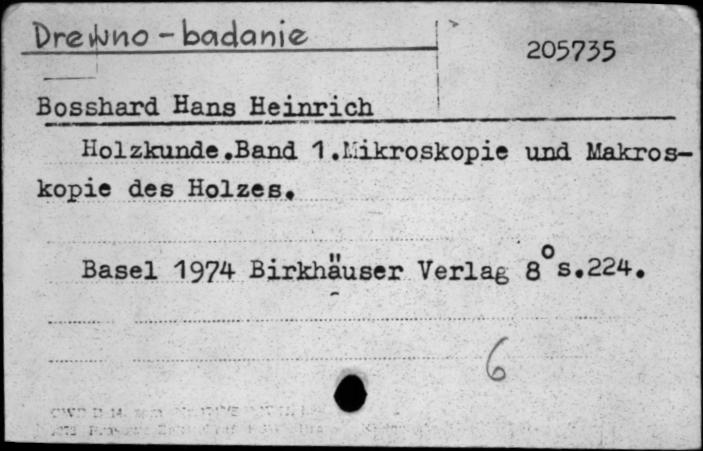 Drewno - badanie
205735
Bosshard Hans Heinrich
Holzkunde.Band 1.Mikroskopie und Makros-
kopie des Holzes.
Basel 1974 Birkhäuser Verlag 8° s.224.
6